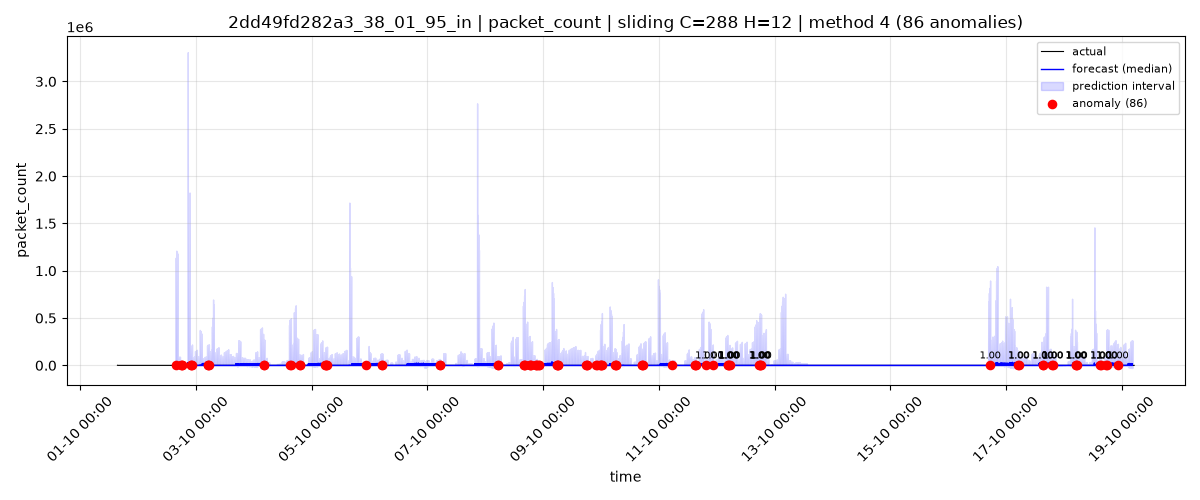 2dd49fd282a3_38_01_95_in | packet_count | sliding C=288 H=12 | method 4 (86 anomalies)
1e6
actual
forecast (median)
prediction interval
anomaly (86)
packet_count
3.0
2.5
2.0
1.5
1.0
0.5
0.0
1.00
1.00
1.00
1.00
1.00
1.00
01-10 00:00
03-10 00:00
05-10 00:00
07-10 00:00
09-10 00:00
11-10 00:00
13-10 00:00
15-10 00:00
17-10 00:00
19-10 00:00
time